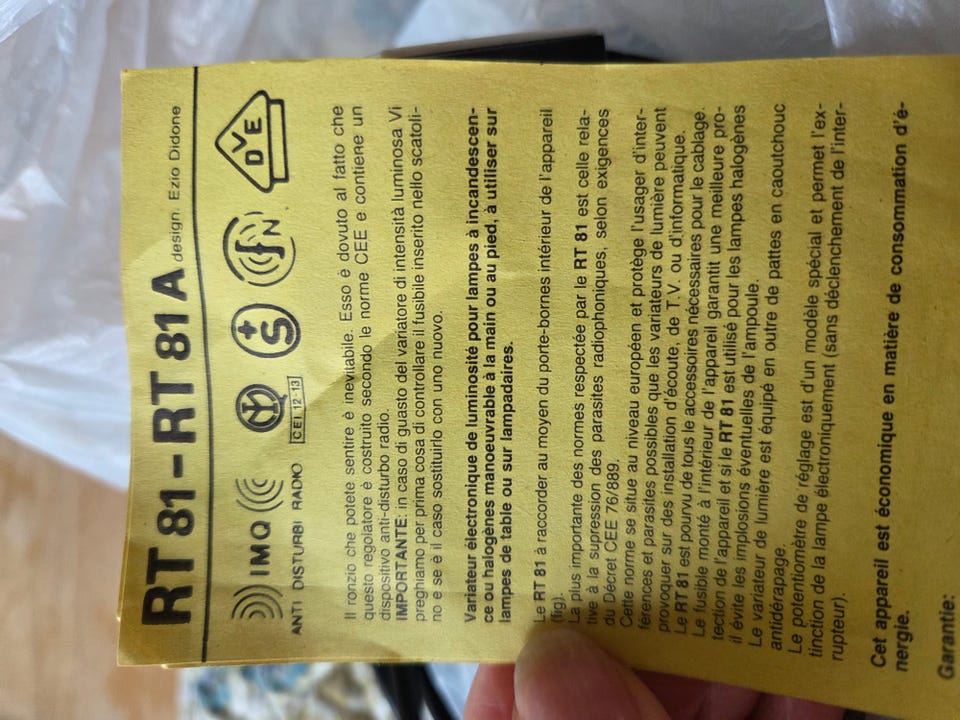 RT 81 - RT 81 A design. Ezio Didone
IMQ CEI 12-13 +S fN DVE
ANTI DISTURBI RADIO
Il ronzio che potete sentire è inevitabile. Esso è dovuto al fatto che
questo regolatore è costruito secondo le norme CEE e contiene un
dispositivo anti-disturbo radio.
IMPORTANTE: in caso di guasto del variatore di intensità luminosa Vi
preghiamo per prima cosa di controllare il fusibile inserito nello scatoli-
no e se è il caso sostituirlo con uno nuovo.
Variateur électronique de luminosité pour lampes à incandescen-
ce ou halogènes manoeuvrable à la main ou au pied, à utiliser sur
lampes de table ou sur lampadaires.
Le RT 81 à raccorder au moyen du porte-bornes intérieur de l'appareil
(fig).
La plus importante des normes respectée par le RT 81 est celle rela-
tive à la supression des parasites radiophoniques, selon exigences
du Décret CEE 76/889.
Cette norme se situe au niveau européen et protège l'usager d'inter-
férences et parasites possibles que les variateurs de lumière peuvent
provoquer sur des installation d'écoute, de T.V. ou d'informatique.
Le RT 81 est pourvu de tous le accessoires nécessaires pour le cablage.
Le fusible monté à l'intérieur de l'appareil garantit une meilleure pro-
tection de l'appareil et si le RT 81 est utilisé pour les lampes halogènes
il évite les implosions éventuelles de l'ampoule.
Le variateur de lumière est équipé en outre de pattes en caoutchouc
antidérapage.
Le potentiomètre de réglage est d'un modèle spécial et permet l'ex-
tinction de la lampe électroniquement (sans déclenchement de l'inter-
rupteur).
Cet appareil est économique en matière de consommation d'é-
nergie.
Garantie: